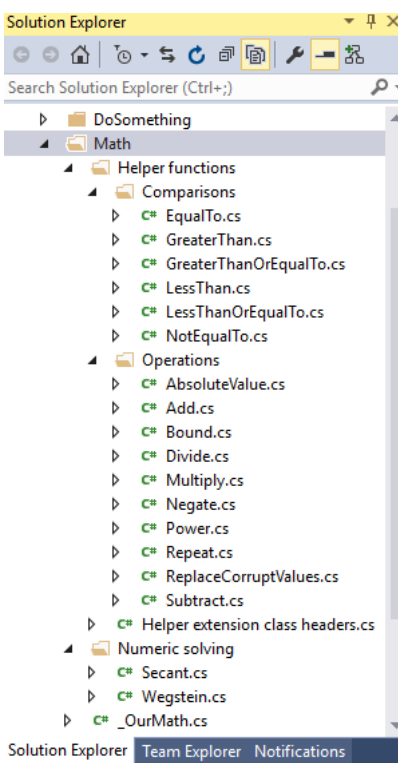 Solution Explorer
Search Solution Explorer (Ctrl+;)
DoSomething
Math
Helper functions
Comparisons
C# EqualTo.cs
C# GreaterThan.cs
C# GreaterThanOrEqualTo.cs
C# LessThan.cs
C# LessThanOrEqualTo.cs
C# NotEqualTo.cs
Operations
C# AbsoluteValue.cs
C# Add.cs
C# Bound.cs
C# Divide.cs
C# Multiply.cs
C# Negate.cs
C# Power.cs
C# Repeat.cs
C# ReplaceCorruptValues.cs
C# Subtract.cs
C# Helper extension class headers.cs
Numeric solving
C# Secant.cs
C# Wegstein.cs
C# _OurMath.cs
Solution Explorer Team Explorer Notifications